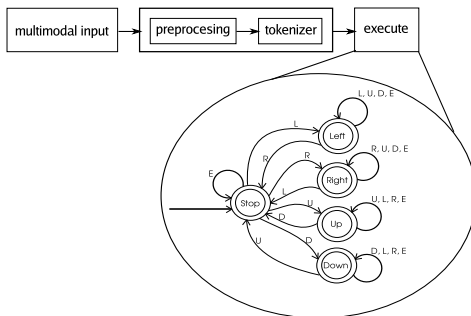 multimodal input
preprocesing
tokenizer
execute
L, U, D, E
L
Left
R
R
R, U, D, E
E
Right
L
Stop
U
U, L, R, E
D
Up
U
D
D, L, R, E
Down